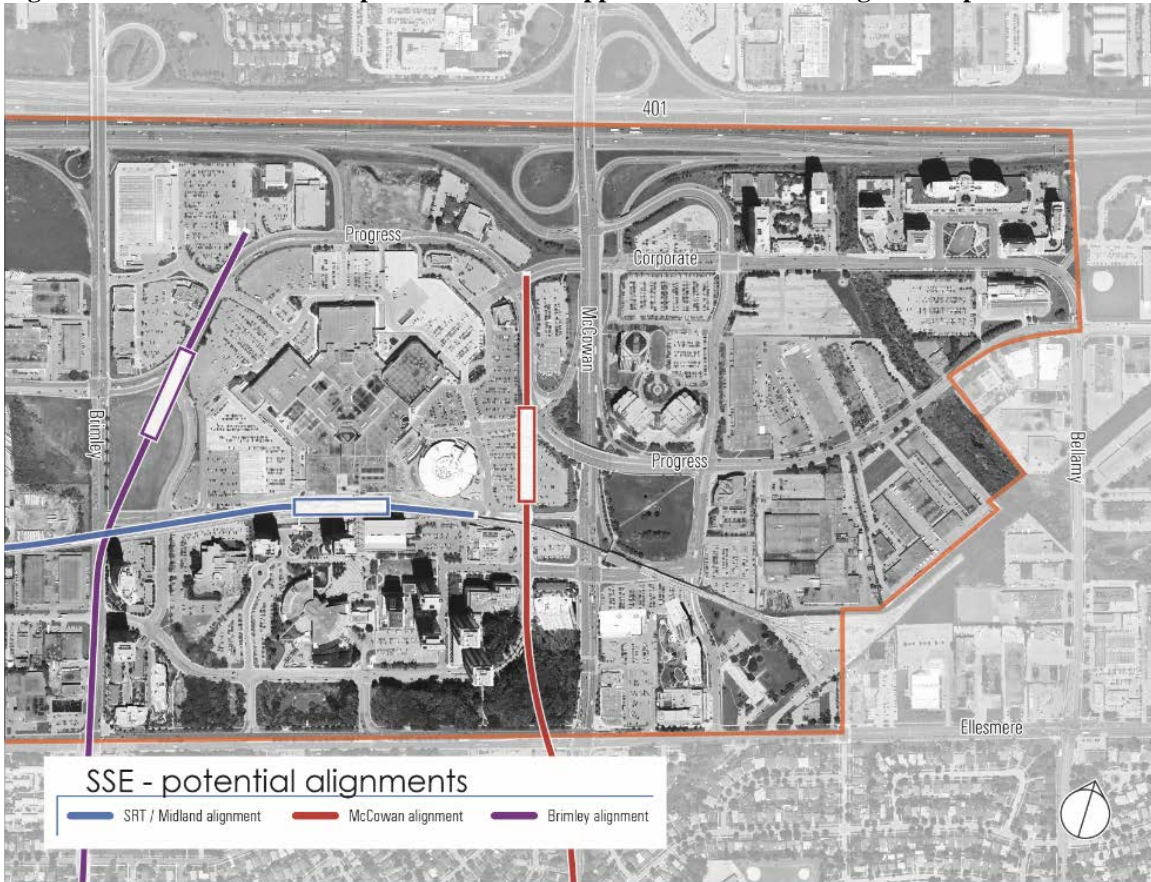 401
Progress
Corporate
McCowan
Brimley
Progress
Bellamy
Ellesmere
SSE - potential alignments
SRT / Midland alignment McCowan alignment Brimley alignment